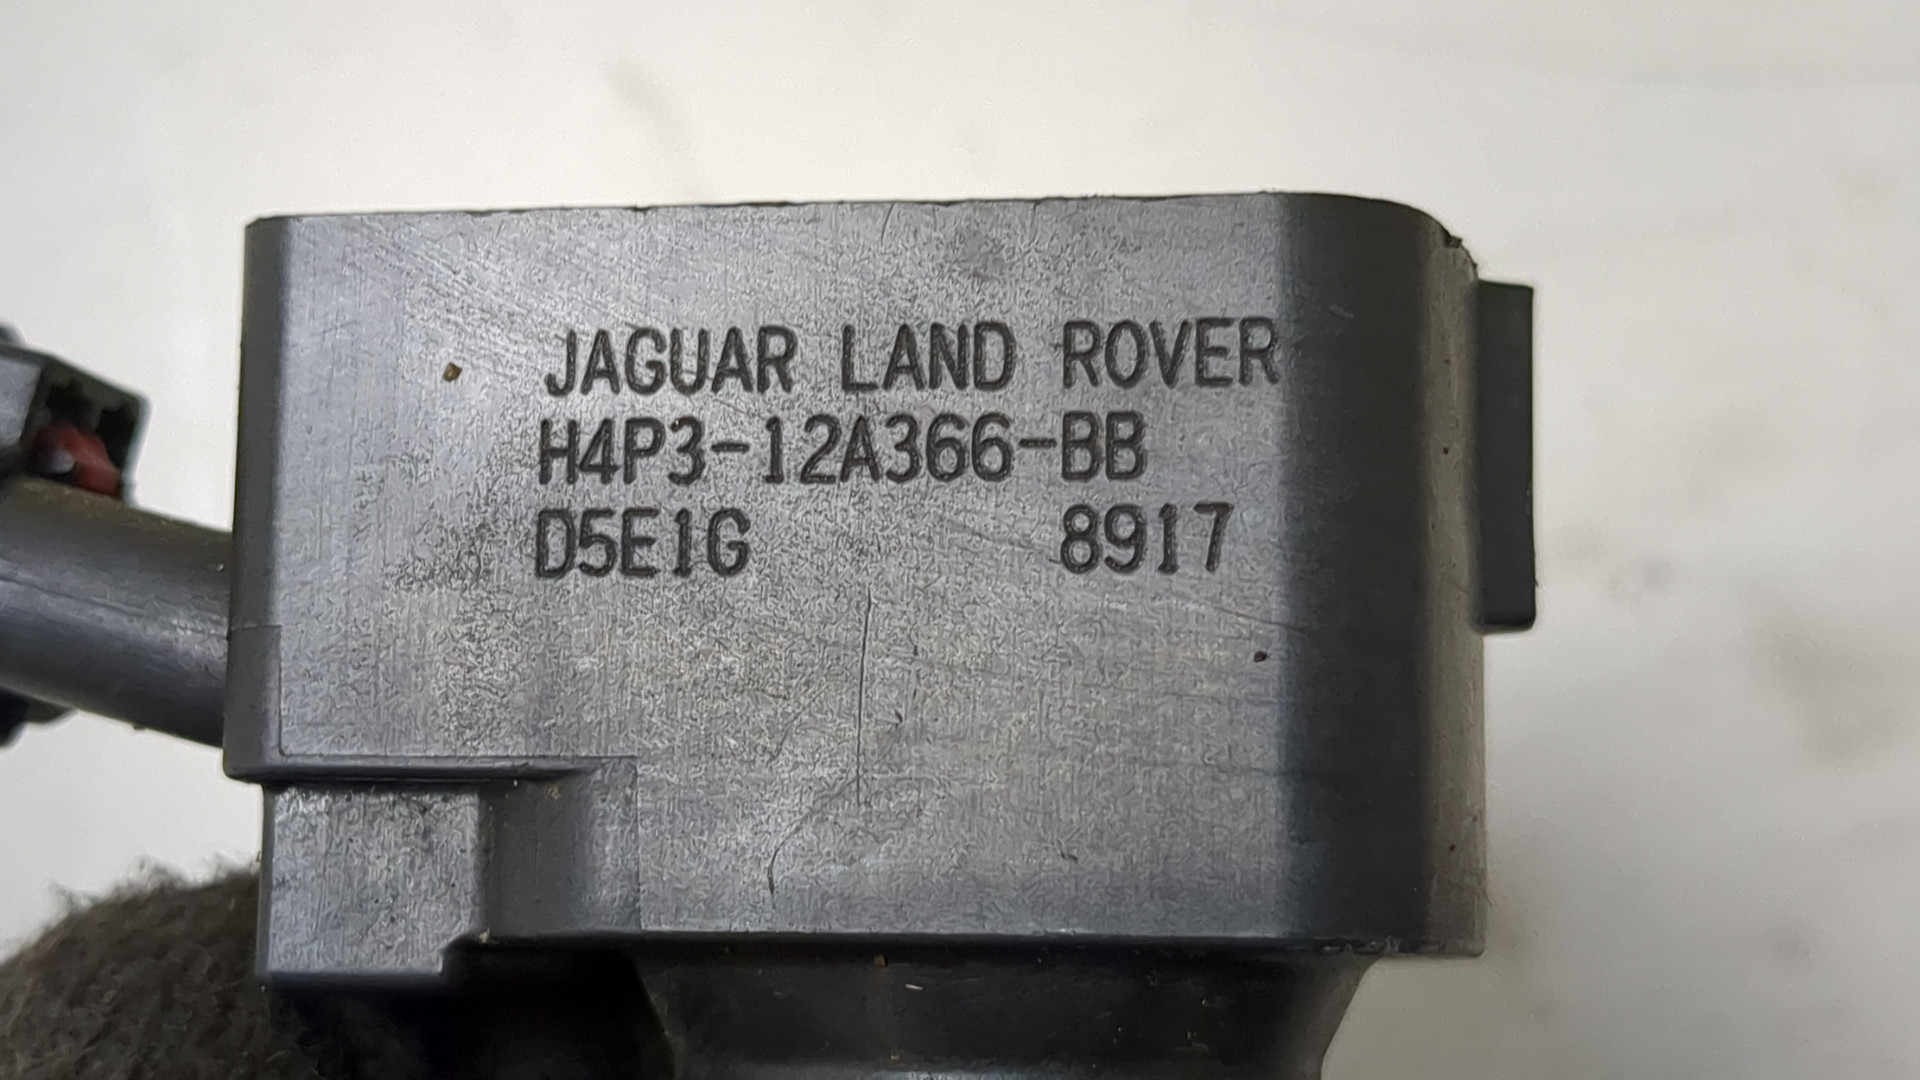 JAGUAR LAND ROVER
H4P3-12A366-BB
D5E1G 8917